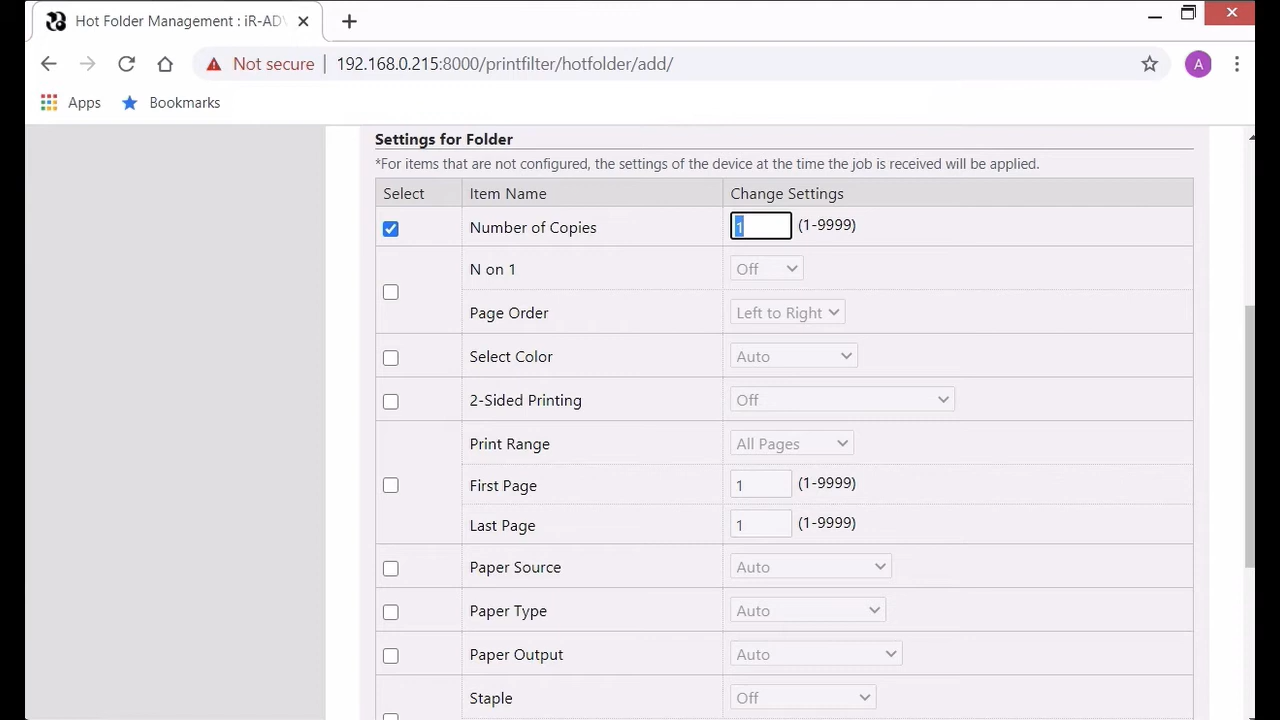 Hot Folder Management : iR-AD
Not secure
192.168.0.215:8000/printfilter/hotfolder/add/
A
Apps
Bookmarks
Settings for Folder
*For items that are not configured, the settings of the device at the time the job is received will be applied.
Select Item Name Change Settings
Number of Copies 1 (1-9999)
N on 1 Off
Page Order Left to Right
Select Color Auto
2-Sided Printing Off
Print Range All Pages
First Page 1 (1-9999)
Last Page 1 (1-9999)
Paper Source Auto
Paper Type Auto
Paper Output Auto
Staple Off